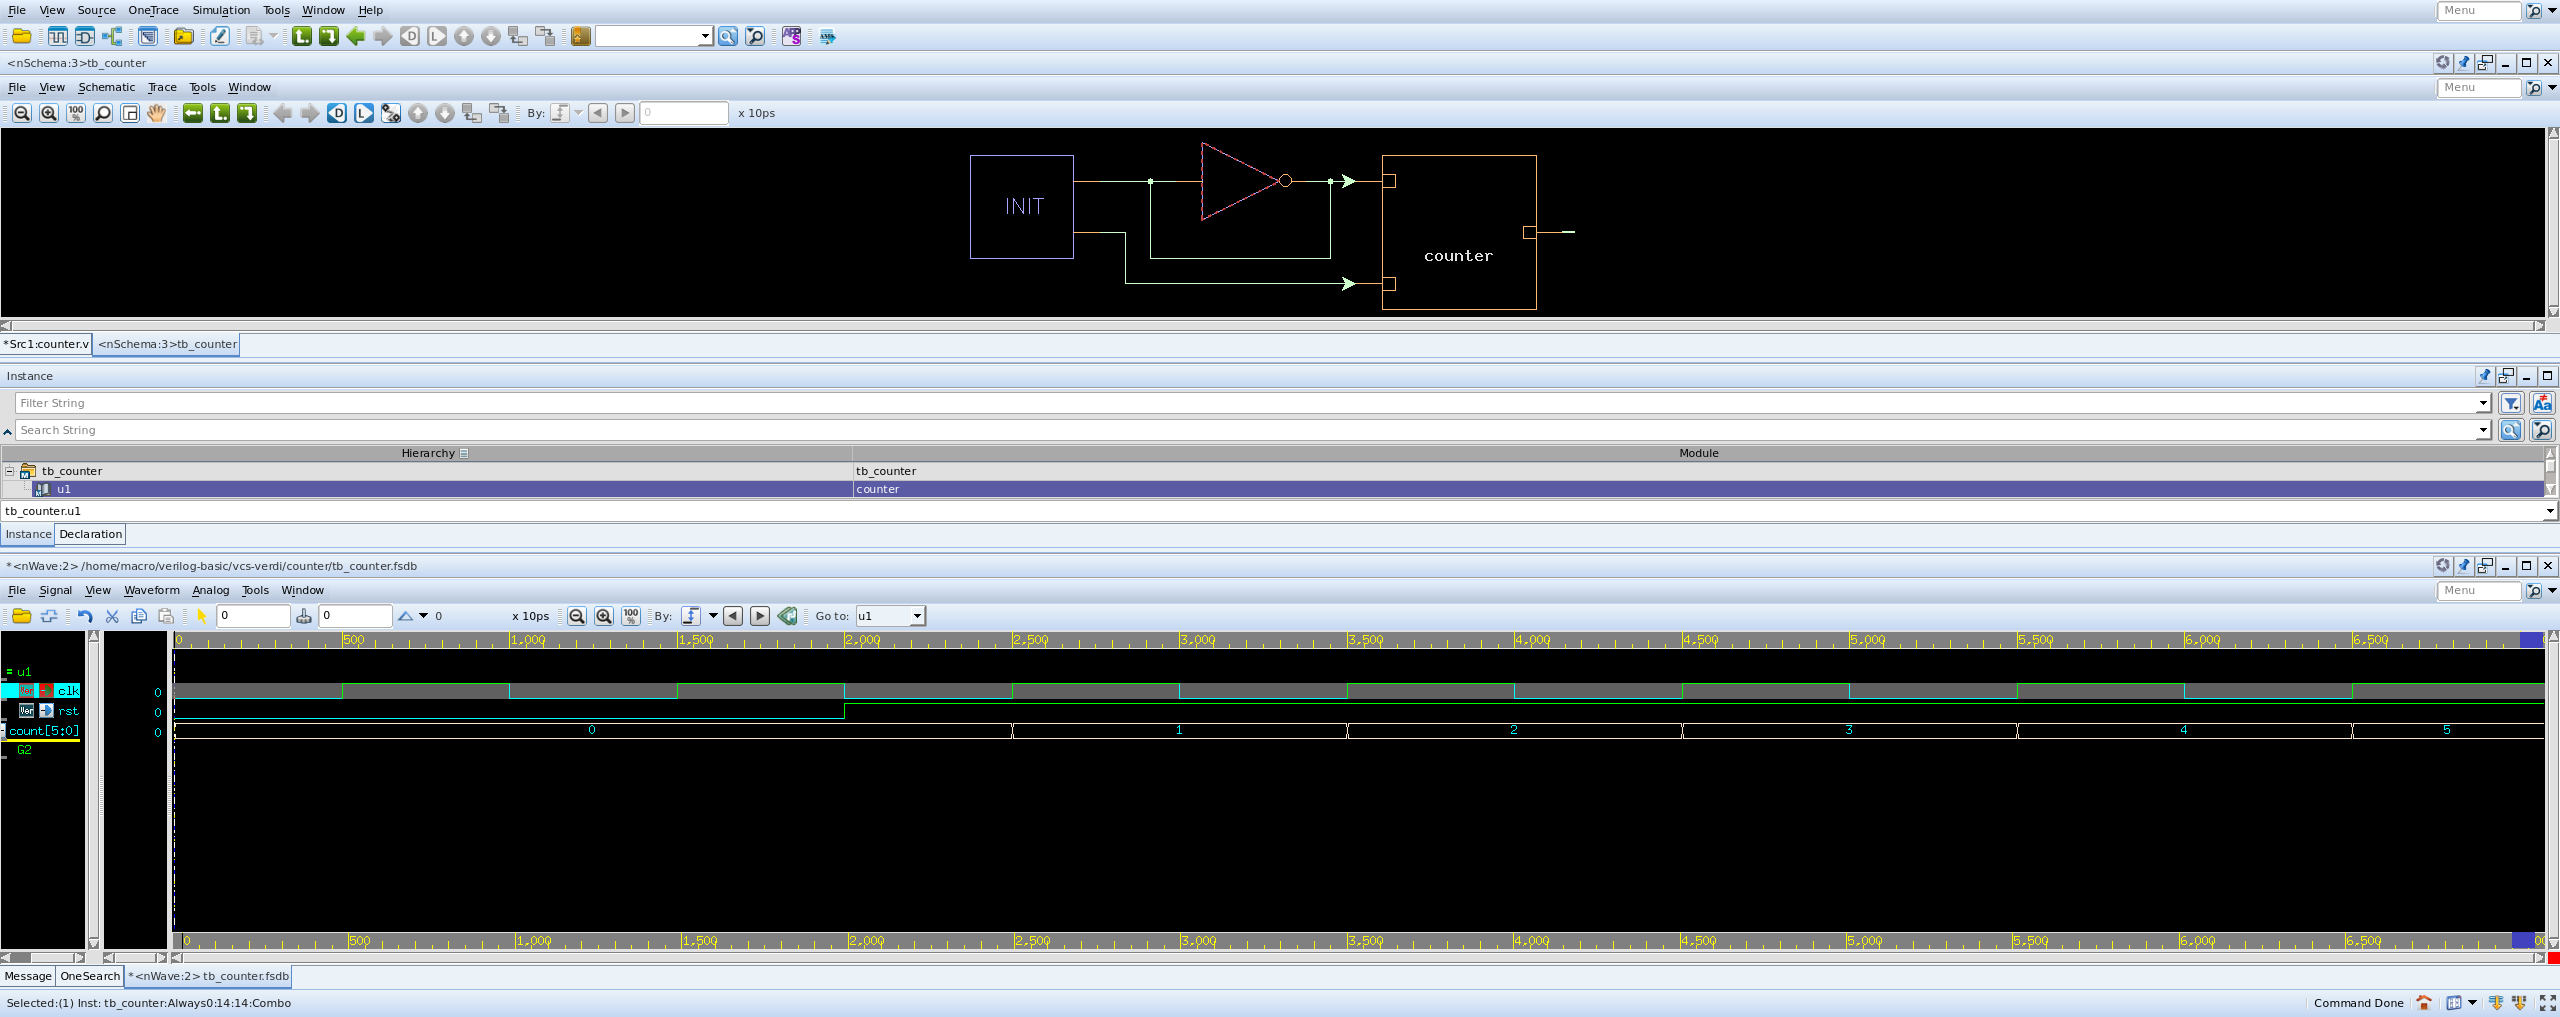 File View Source OneTrace Simulation Tools Window Help Menu
<nSchema:3>tb_counter
File View Schematic Trace Tools Window Menu
100 % By: 0 x 10ps
INIT
counter
*Src1:counter.v <nSchema:3>tb_counter
Instance
Filter String
Search String
Hierarchy Module
tb_counter tb_counter
u1 counter
tb_counter.u1
Instance Declaration
*<nWave:2> /home/macro/verilog-basic/vcs-verdi/counter/tb_counter.fsdb
File Signal View Waveform Analog Tools Window Menu
0 0 0 x 10ps 100 % By: Go to: u1
0 500 1,000 1,500 2,000 2,500 3,000 3,500 4,000 4,500 5,000 5,500 6,000 6,500
= u1
clk 0
rst 0
count[5:0] 0 0 1 2 3 4 5
G2
0 500 1,000 1,500 2,000 2,500 3,000 3,500 4,000 4,500 5,000 5,500 6,000 6,500
Message OneSearch *<nWave:2> tb_counter.fsdb
Selected:(1) Inst: tb_counter:Always0:14:14:Combo Command Done